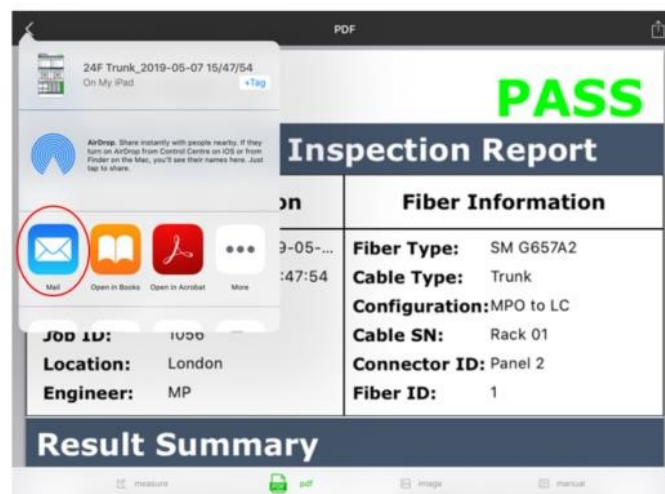 PDF
24F Trunk_2019-05-07 15/47/54
On My iPad
+Tag
AirDrop. Share instantly with people nearby. If they
turn on AirDrop from Control Centre on iOS or from
Finder on the Mac, you'll see their names here. Just
tap to share.
Mail
Open in Books
Open in Acrobat
More
PASS
Inspection Report
on
Fiber Information
9-05-...
:47:54
Fiber Type: SM G657A2
Cable Type: Trunk
Configuration: MPO to LC
Cable SN: Rack 01
Connector ID: Panel 2
Fiber ID: 1
Job ID: 1056
Location: London
Engineer: MP
Result Summary
measure
PDF
pdf
image
manual